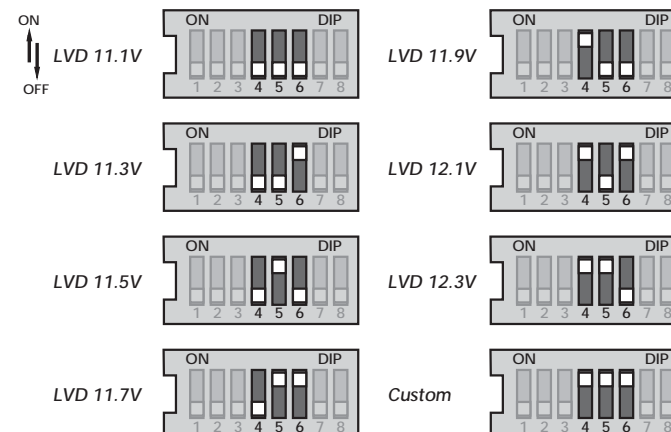 ON
OFF
LVD 11.1V
ON DIP
1 2 3 4 5 6 7 8
LVD 11.9V
ON DIP
1 2 3 4 5 6 7 8
LVD 11.3V
ON DIP
1 2 3 4 5 6 7 8
LVD 12.1V
ON DIP
1 2 3 4 5 6 7 8
LVD 11.5V
ON DIP
1 2 3 4 5 6 7 8
LVD 12.3V
ON DIP
1 2 3 4 5 6 7 8
LVD 11.7V
ON DIP
1 2 3 4 5 6 7 8
Custom
ON DIP
1 2 3 4 5 6 7 8